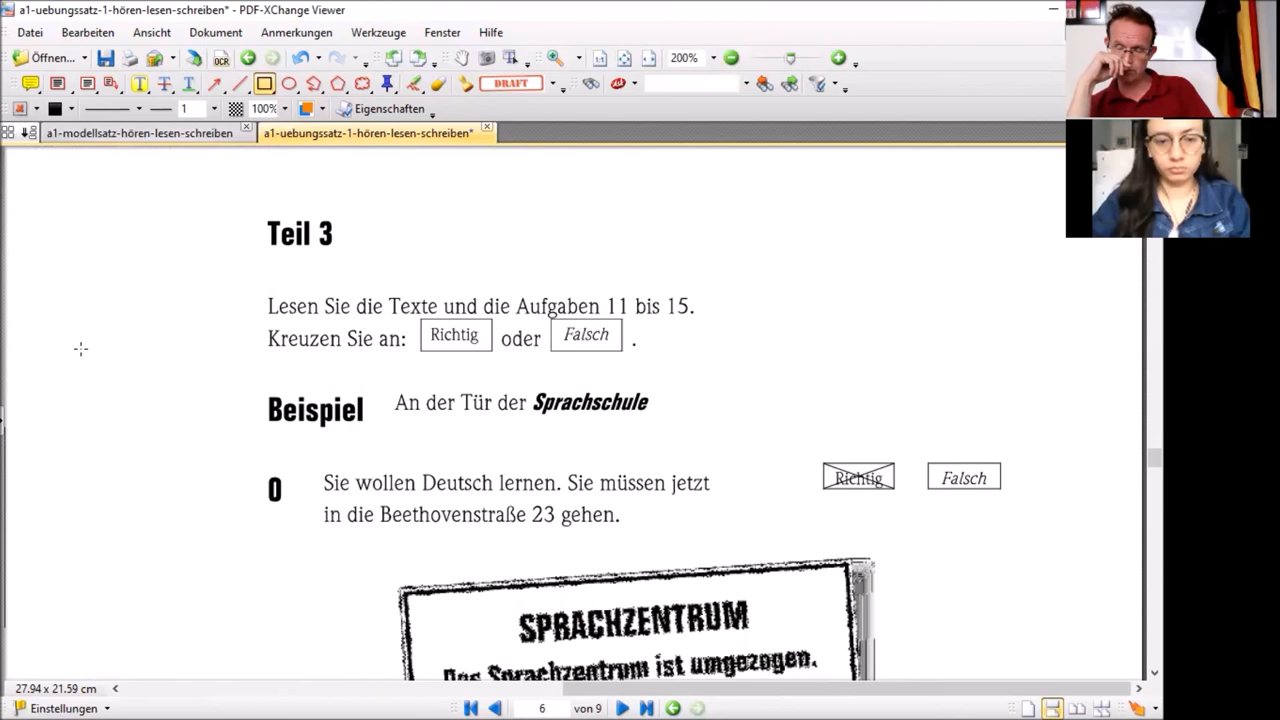 a1-uebungssatz-1-hören-lesen-schreiben* - PDF-XChange Viewer
Datei Bearbeiten Ansicht Dokument Anmerkungen Werkzeuge Fenster Hilfe
Öffnen... OCR 200%
DRAFT
1 100% Eigenschaften
a1-modellsatz-hören-lesen-schreiben a1-uebungssatz-1-hören-lesen-schreiben*
Teil 3
Lesen Sie die Texte und die Aufgaben 11 bis 15.
Kreuzen Sie an: Richtig oder Falsch .
Beispiel An der Tür der Sprachschule
0 Sie wollen Deutsch lernen. Sie müssen jetzt Richtig Falsch
in die Beethovenstraße 23 gehen.
SPRACHZENTRUM
Das Sprachzentrum ist umgezogen.
27.94 x 21.59 cm
Einstellungen 6 von 9